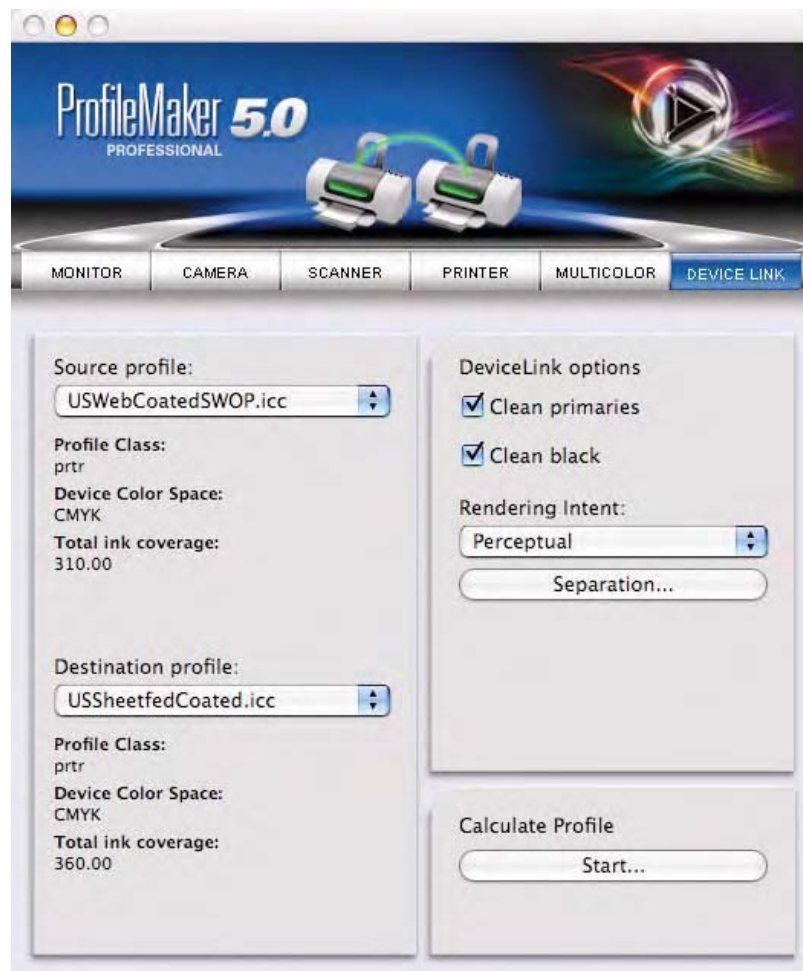 ProfileMaker 5.0
PROFESSIONAL
MONITOR CAMERA SCANNER PRINTER MULTICOLOR DEVICE LINK
Source profile:
USWebCoatedSWOP.icc
Profile Class:
prtr
Device Color Space:
CMYK
Total ink coverage:
310.00
Destination profile:
USSheetfedCoated.icc
Profile Class:
prtr
Device Color Space:
CMYK
Total ink coverage:
360.00
DeviceLink options
Clean primaries
Clean black
Rendering Intent:
Perceptual
Separation...
Calculate Profile
Start...